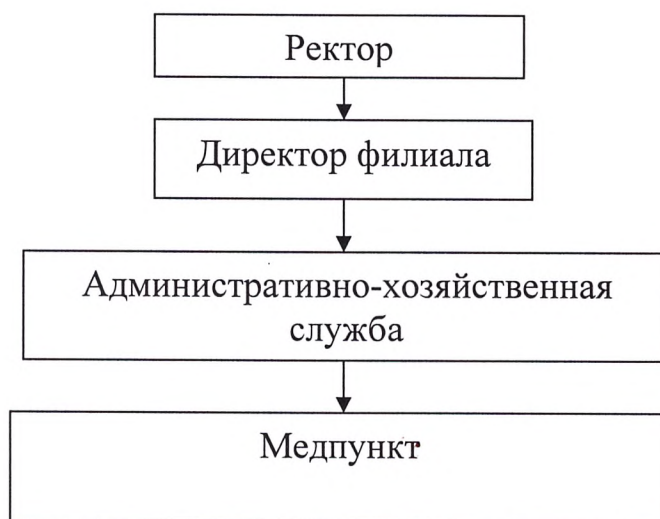 Ректор
Директор филиала
Административно-хозяйственная
служба
Медпункт